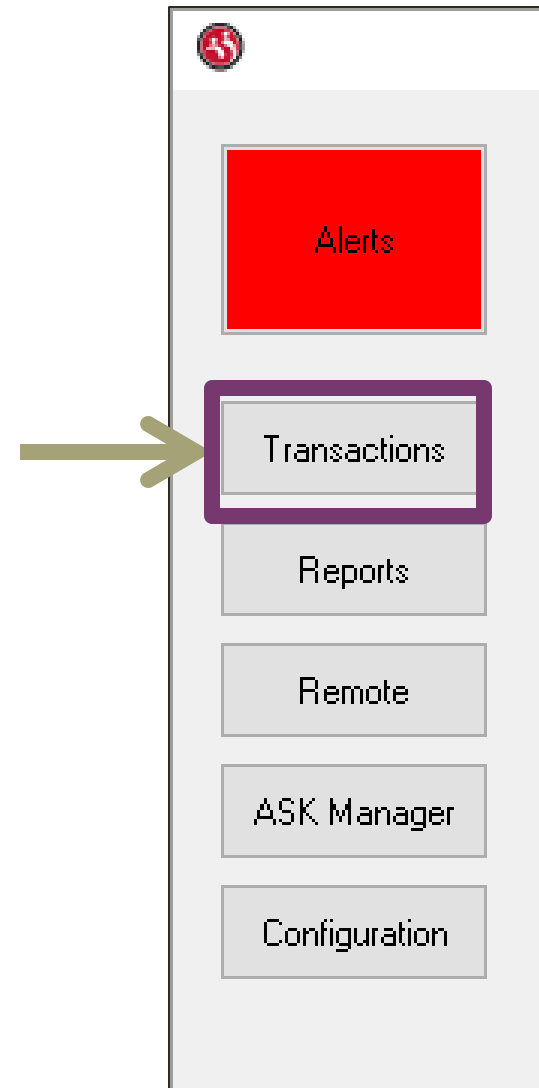 Alerts
Transactions
Reports
Remote
ASK Manager
Configuration